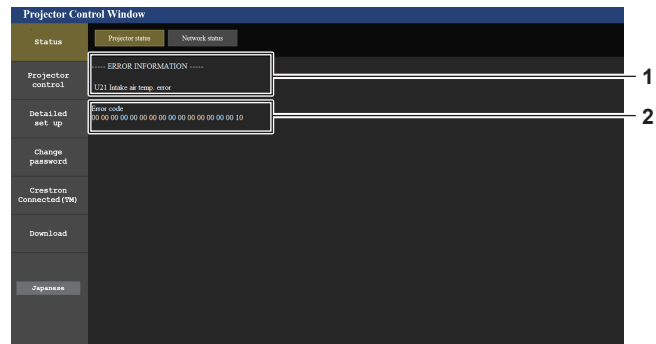 Projector Control Window
Status
Projector status
Network status
----- ERROR INFORMATION -----
U21 Intake air temp. error
1
Error code
00 00 00 00 00 00 00 00 00 00 00 00 00 00 00 10
2
Projector
control
Detailed
set up
Change
password
Crestron
Connected(TM)
Download
Japanese